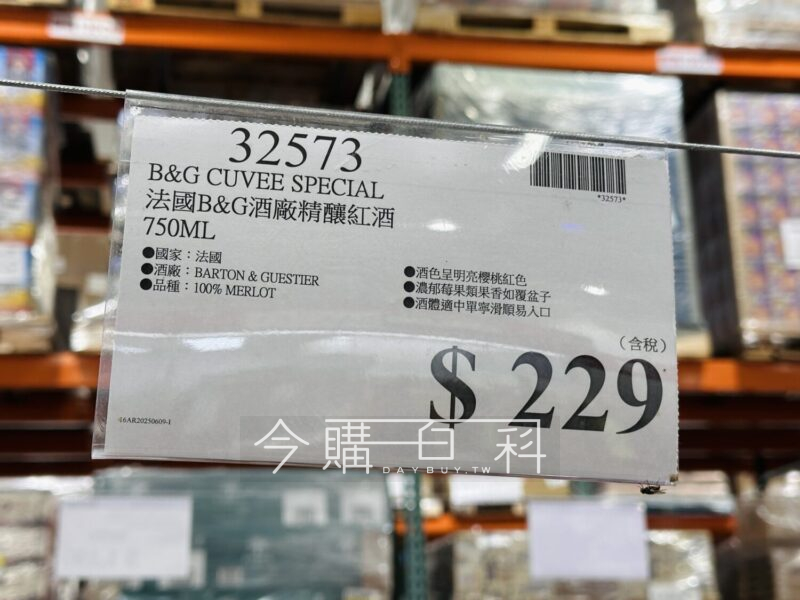 32573
B&G CUVEE SPECIAL
法國B&G酒廠精釀紅酒
750ML
*32573*
●國家：法國
●酒廠：BARTON & GUESTIER
●品種：100% MERLOT
●酒色呈明亮櫻桃紅色
●濃郁莓果類果香如覆盆子
●酒體適中單寧滑順易入口
（含稅）
$ 229
16AR20250609-1
今購百科
DAYBUY.TW